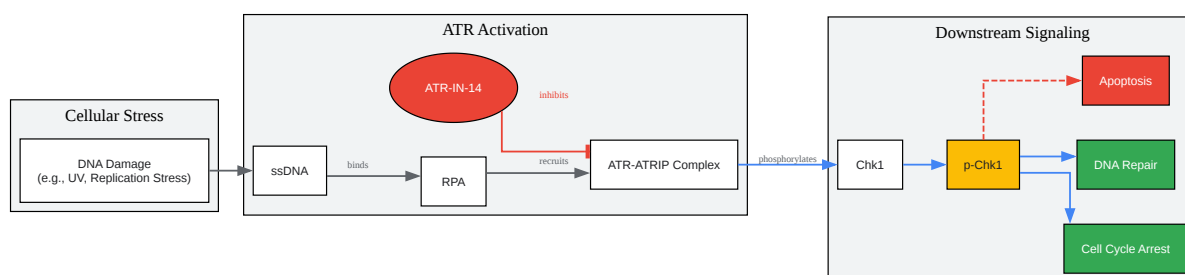 Cellular Stress
DNA Damage
(e.g., UV, Replication Stress)
ATR Activation
ATR-IN-14
inhibits
ssDNA
binds
RPA
recruits
ATR-ATRIP Complex
phosphorylates
Downstream Signaling
Chk1
p-Chk1
Apoptosis
DNA Repair
Cell Cycle Arrest